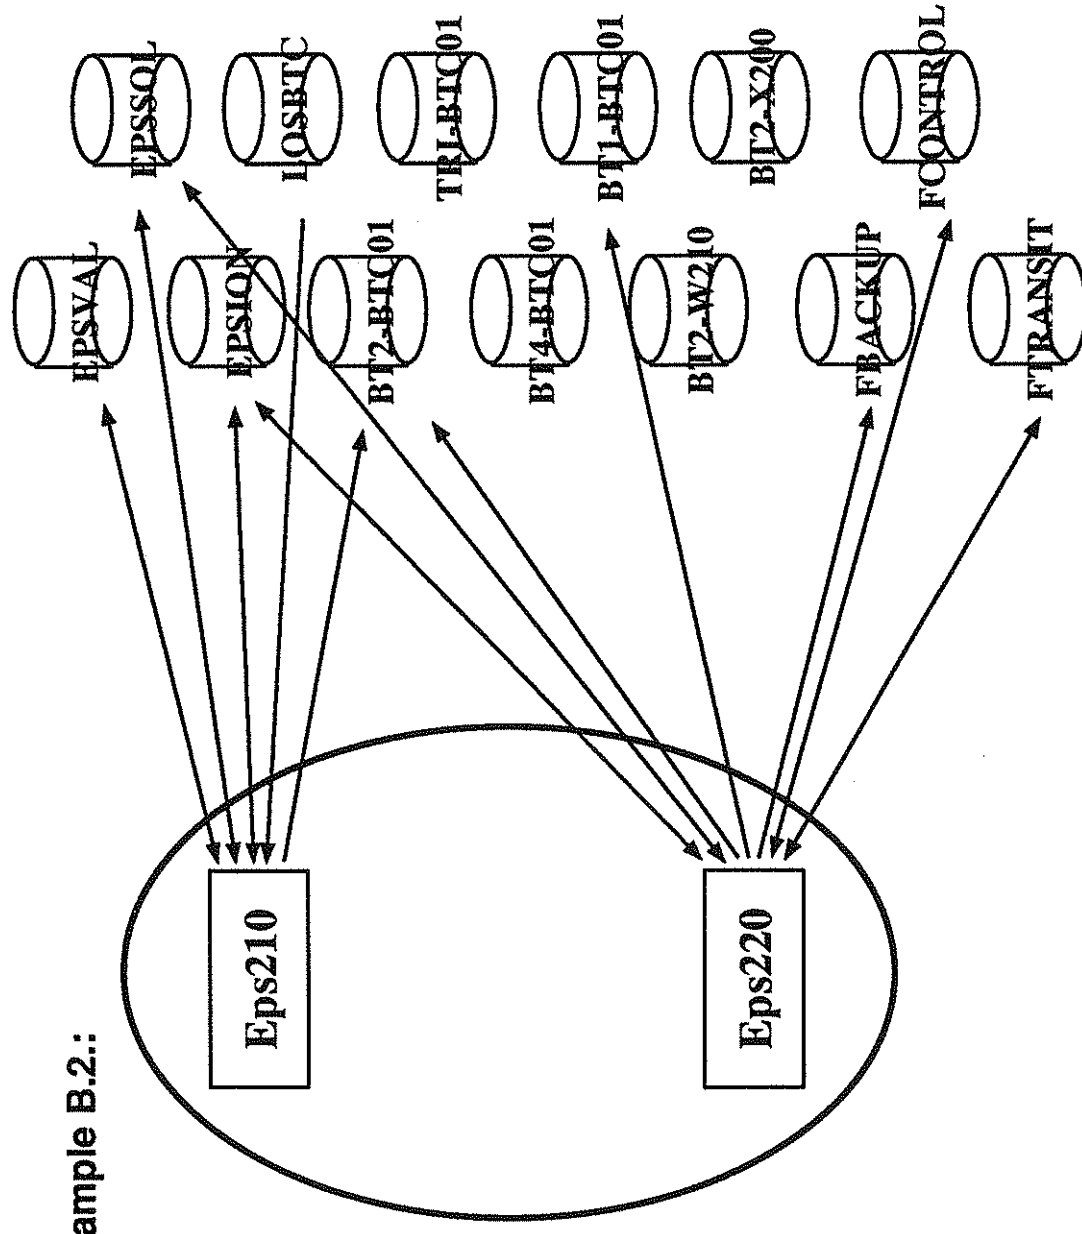 ample B.2.:
Eps210
Eps220
EPSVAL
EPSION
BT2-BTC01
BT4-BTC01
BT2-W210
FBACKUP
FTRANSIT
EPSSOL
LOSBTC
TRI-BTC01
BT1-BTC01
BT2-X200
FCONTROL